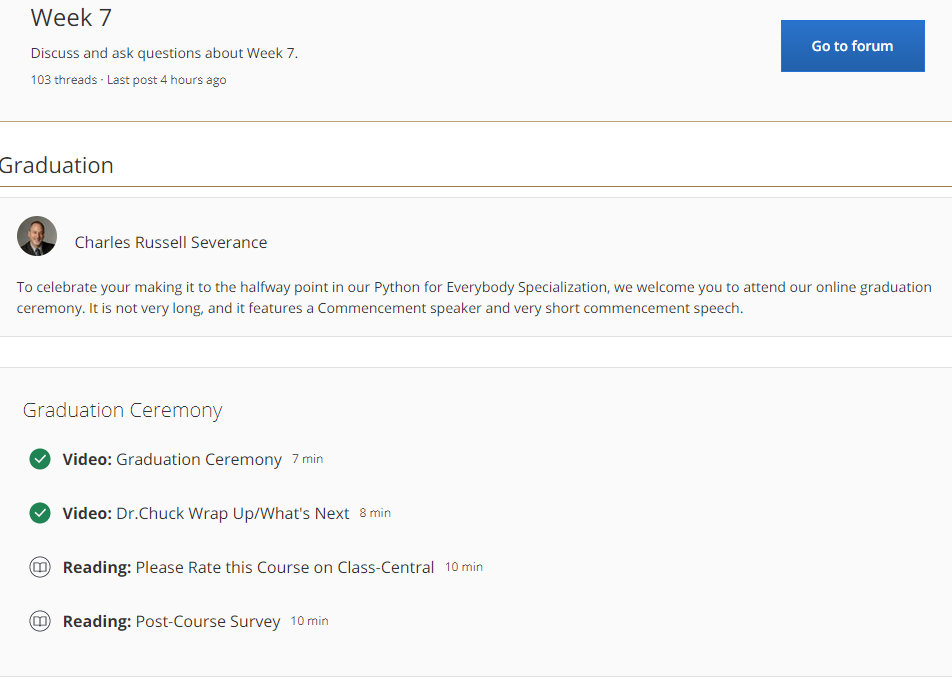 Week 7
Discuss and ask questions about Week 7.
Go to forum
103 threads · Last post 4 hours ago
Graduation
Charles Russell Severance
To celebrate your making it to the halfway point in our Python for Everybody Specialization, we welcome you to attend our online graduation
ceremony. It is not very long, and it features a Commencement speaker and very short commencement speech.
Graduation Ceremony
Video: Graduation Ceremony 7 min
Video: Dr.Chuck Wrap Up/What's Next 8 min
Reading: Please Rate this Course on Class-Central 10 min
Reading: Post-Course Survey 10 min